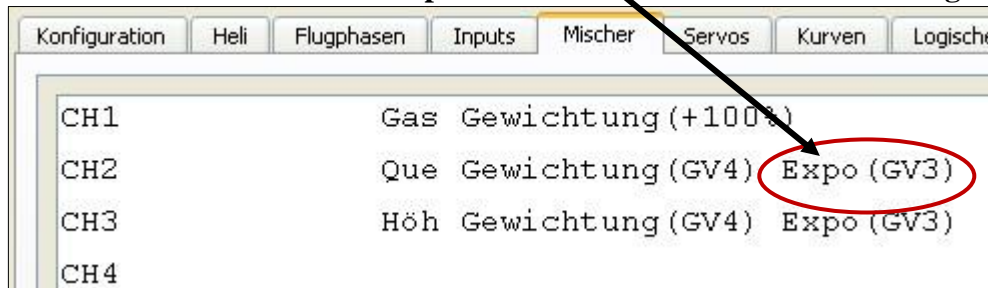 Konfiguration Heli Flugphasen Inputs Mischer Servos Kurven Logische
CH1 Gas Gewichtung(+100%)
CH2 Que Gewichtung(GV4) Expo(GV3)
CH3 Höh Gewichtung(GV4) Expo(GV3)
CH4